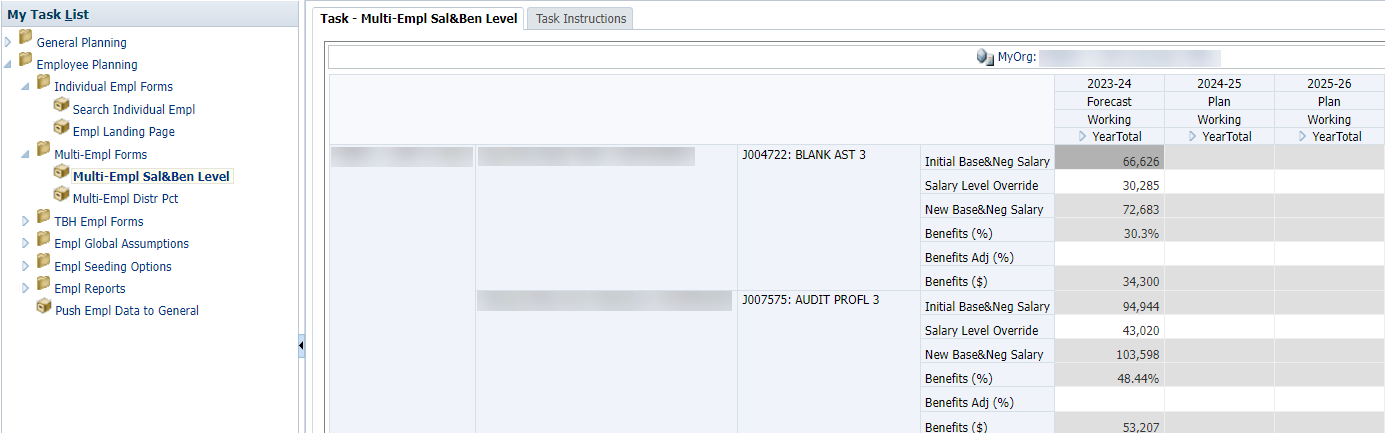 My Task List
General Planning
Employee Planning
Individual Empl Forms
Search Individual Empl
Empl Landing Page
Multi-Empl Forms
Multi-Empl Sal&Ben Level
Multi-Empl Distr Pct
TBH Empl Forms
Empl Global Assumptions
Empl Seeding Options
Empl Reports
Push Empl Data to General
Task - Multi-Empl Sal&Ben Level Task Instructions
MyOrg:
2023-24 2024-25 2025-26
Forecast Plan Plan
Working Working Working
YearTotal YearTotal YearTotal
J004722: BLANK AST 3 Initial Base&Neg Salary 66,626
Salary Level Override 30,285
New Base&Neg Salary 72,683
Benefits (%) 30.3%
Benefits Adj (%)
Benefits ($) 34,300
J007575: AUDIT PROFL 3 Initial Base&Neg Salary 94,944
Salary Level Override 43,020
New Base&Neg Salary 103,598
Benefits (%) 48.44%
Benefits Adj (%)
Benefits ($) 53,207